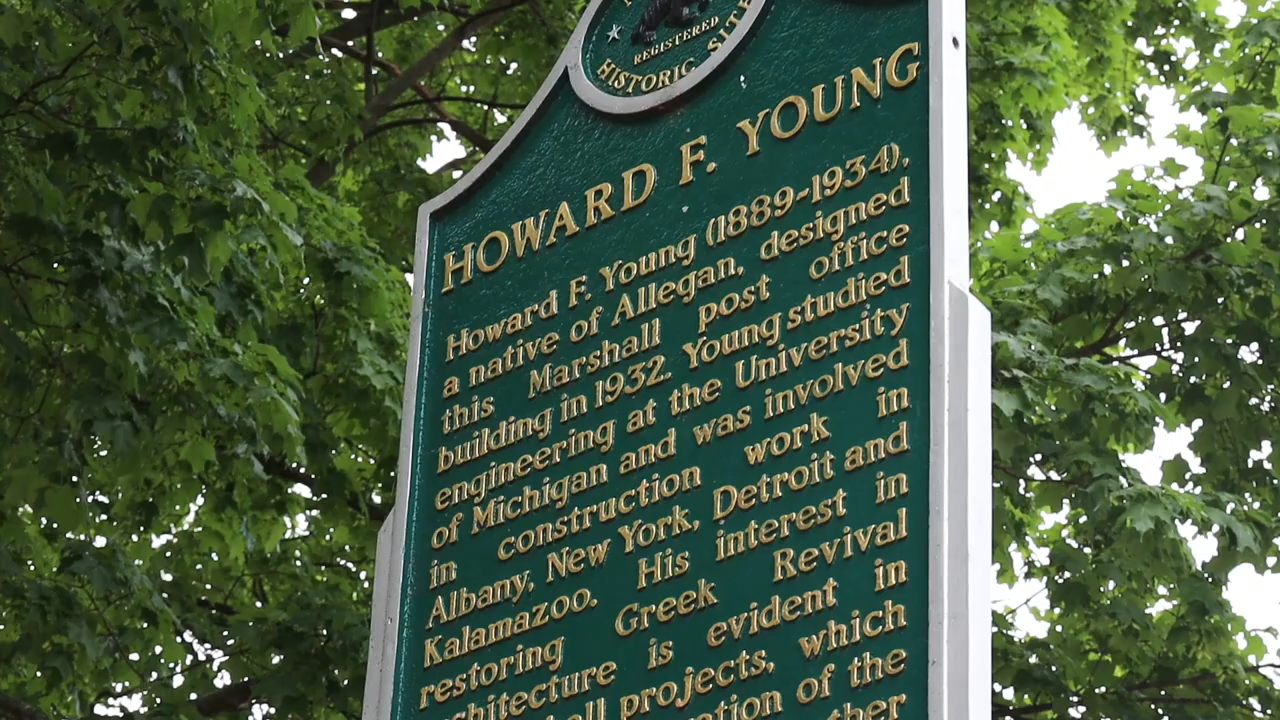 REGISTERED
HISTORIC SITE
HOWARD F. YOUNG
Howard F. Young (1889-1934),
a native of Allegan, designed
this Marshall post office
building in 1932. Young studied
engineering at the University
of Michigan and was involved
in construction work in
Albany, New York, Detroit and
Kalamazoo. His interest in
restoring Greek Revival
is evident in
projects, which
of the